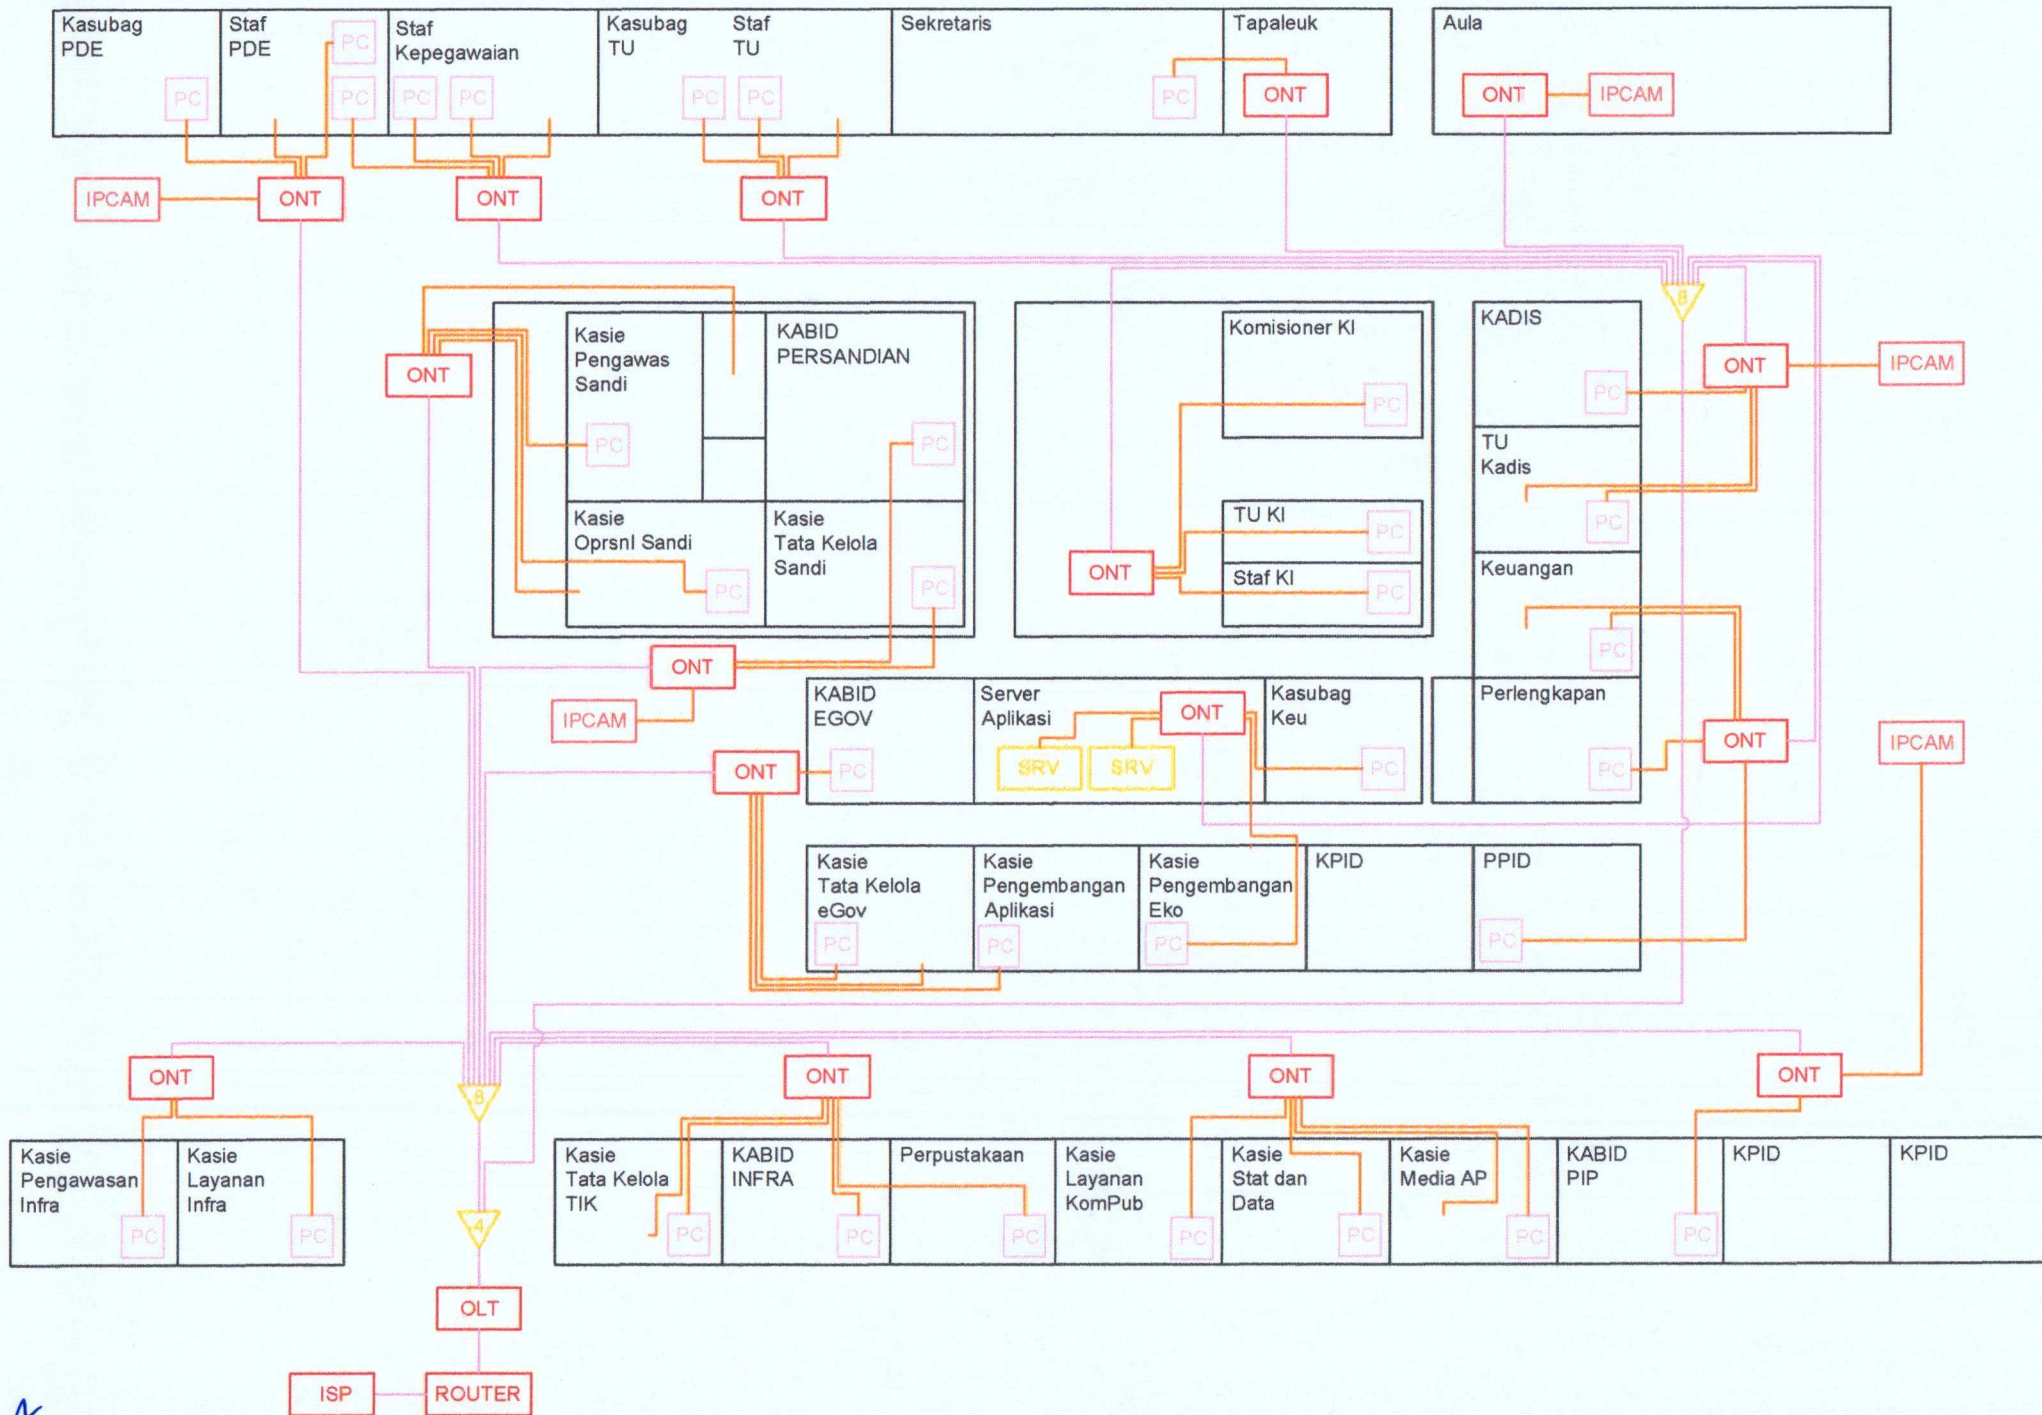 Kasubag
PDE
Staf
PDE
Staf
Kepegawaian
Kasubag
TU
Staf
TU
Sekretaris
Tapaleuk
Aula
PC
PC
PC
PC
PC
PC
PC
PC
ONT
ONT
IPCAM
IPCAM
ONT
ONT
ONT
8
Kasie
Pengawas
Sandi
KABID
PERSANDIAN
Komisioner KI
KADIS
ONT
ONT
IPCAM
PC
PC
PC
PC
TU
Kadis
Kasie
Oprsnl Sandi
Kasie
Tata Kelola
Sandi
TU KI
PC
PC
ONT
Staf KI
PC
PC
PC
Keuangan
PC
ONT
IPCAM
KABID
EGOV
Server
Aplikasi
ONT
Kasubag
Keu
Perlengkapan
ONT
IPCAM
ONT
PC
SRV
SRV
PC
PC
Kasie
Tata Kelola
eGov
Kasie
Pengembangan
Aplikasi
Kasie
Pengembangan
Eko
KPID
PPID
PC
PC
PC
PC
ONT
8
ONT
ONT
ONT
Kasie
Pengawasan
Infra
Kasie
Layanan
Infra
Kasie
Tata Kelola
TIK
KABID
INFRA
Perpustakaan
Kasie
Layanan
KomPub
Kasie
Stat dan
Data
Kasie
Media AP
KABID
PIP
KPID
KPID
PC
PC
4
PC
PC
PC
PC
PC
PC
PC
OLT
ISP
ROUTER